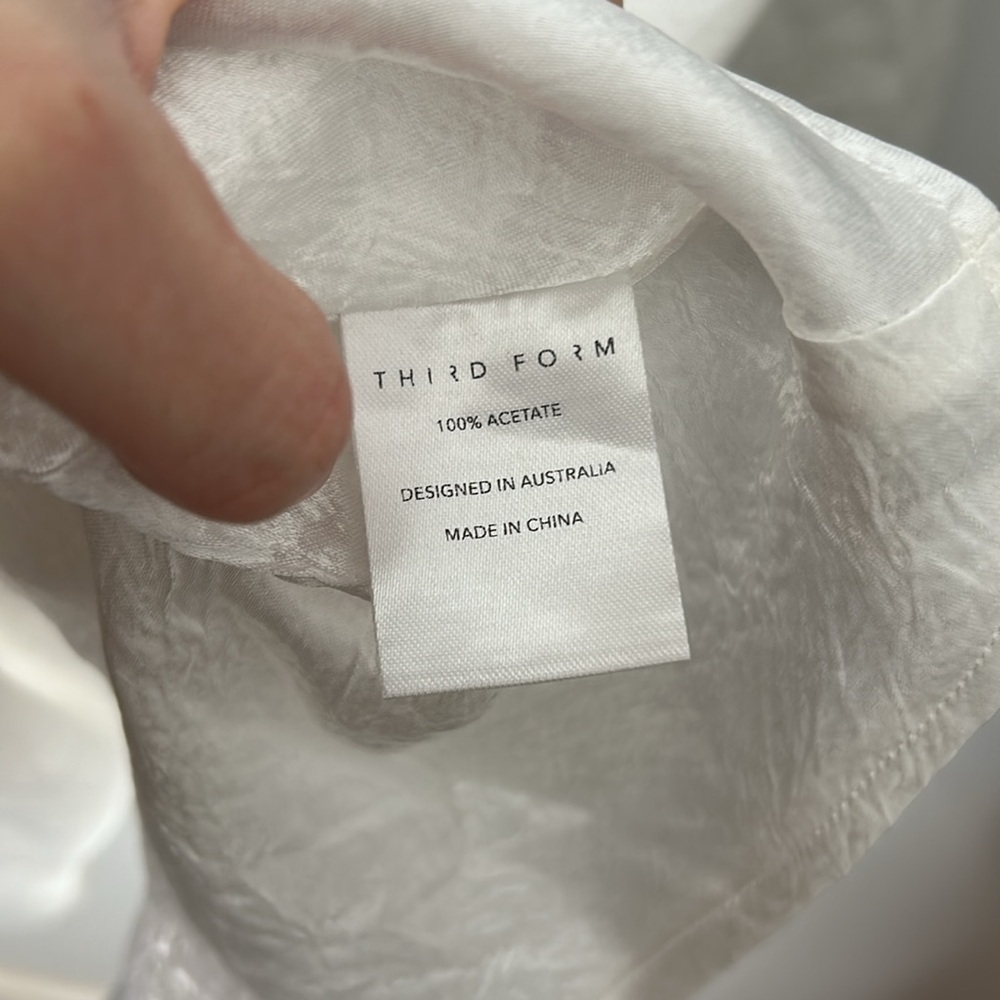 THIRD FORM
100% ACETATE
DESIGNED IN AUSTRALIA
MADE IN CHINA